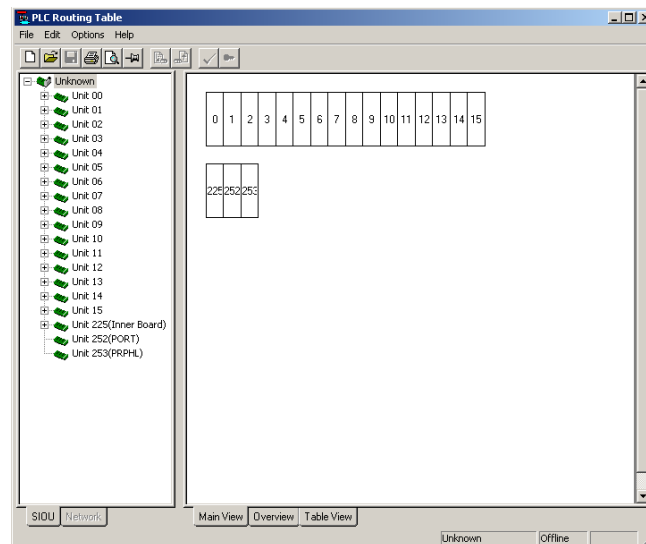 PLC Routing Table
File Edit Options Help
Unknown
Unit 00
Unit 01
Unit 02
Unit 03
Unit 04
Unit 05
Unit 06
Unit 07
Unit 08
Unit 09
Unit 10
Unit 11
Unit 12
Unit 13
Unit 14
Unit 15
Unit 225(Inner Board)
Unit 252(PORT)
Unit 253(PRPHL)
0 1 2 3 4 5 6 7 8 9 10 11 12 13 14 15
225 252 253
SIOU Network
Main View Overview Table View
Unknown Offline